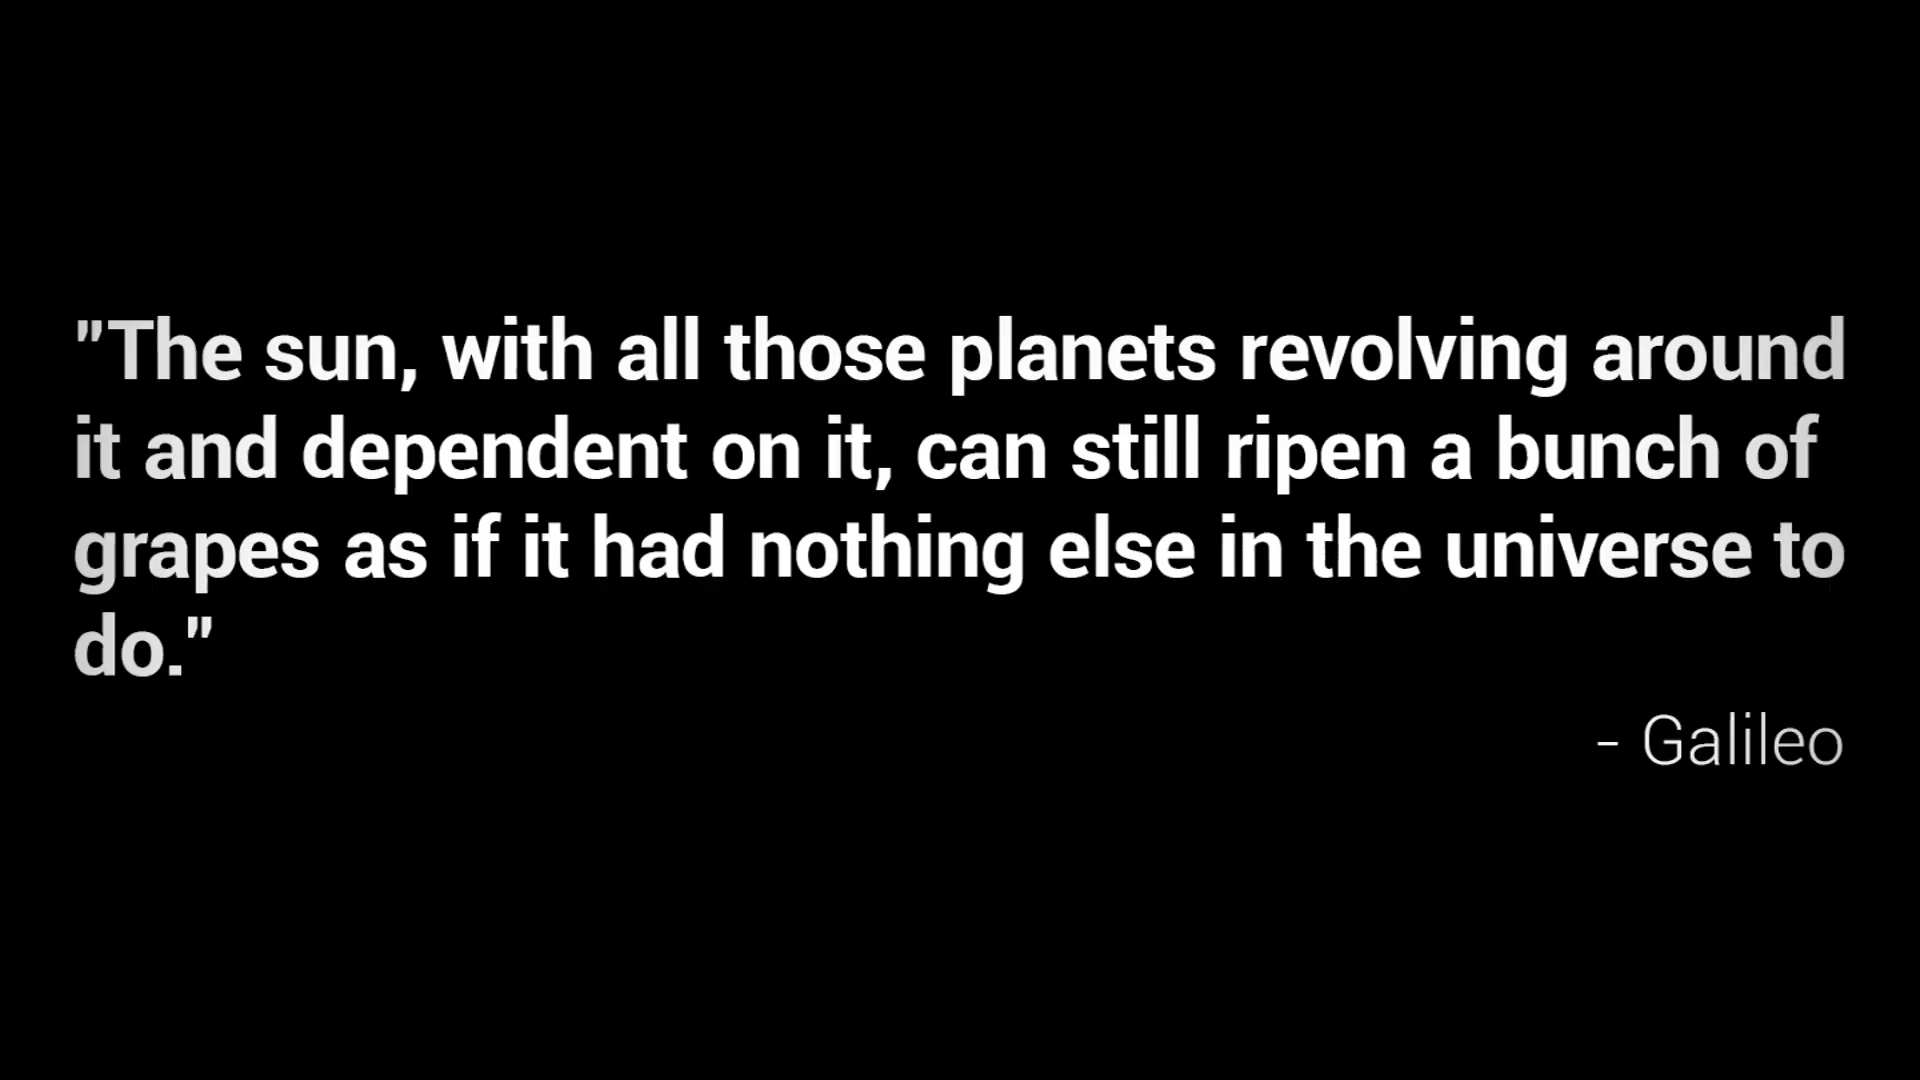 "The sun, with all those planets revolving around
it and dependent on it, can still ripen a bunch of
grapes as if it had nothing else in the universe to
do."
- Galileo